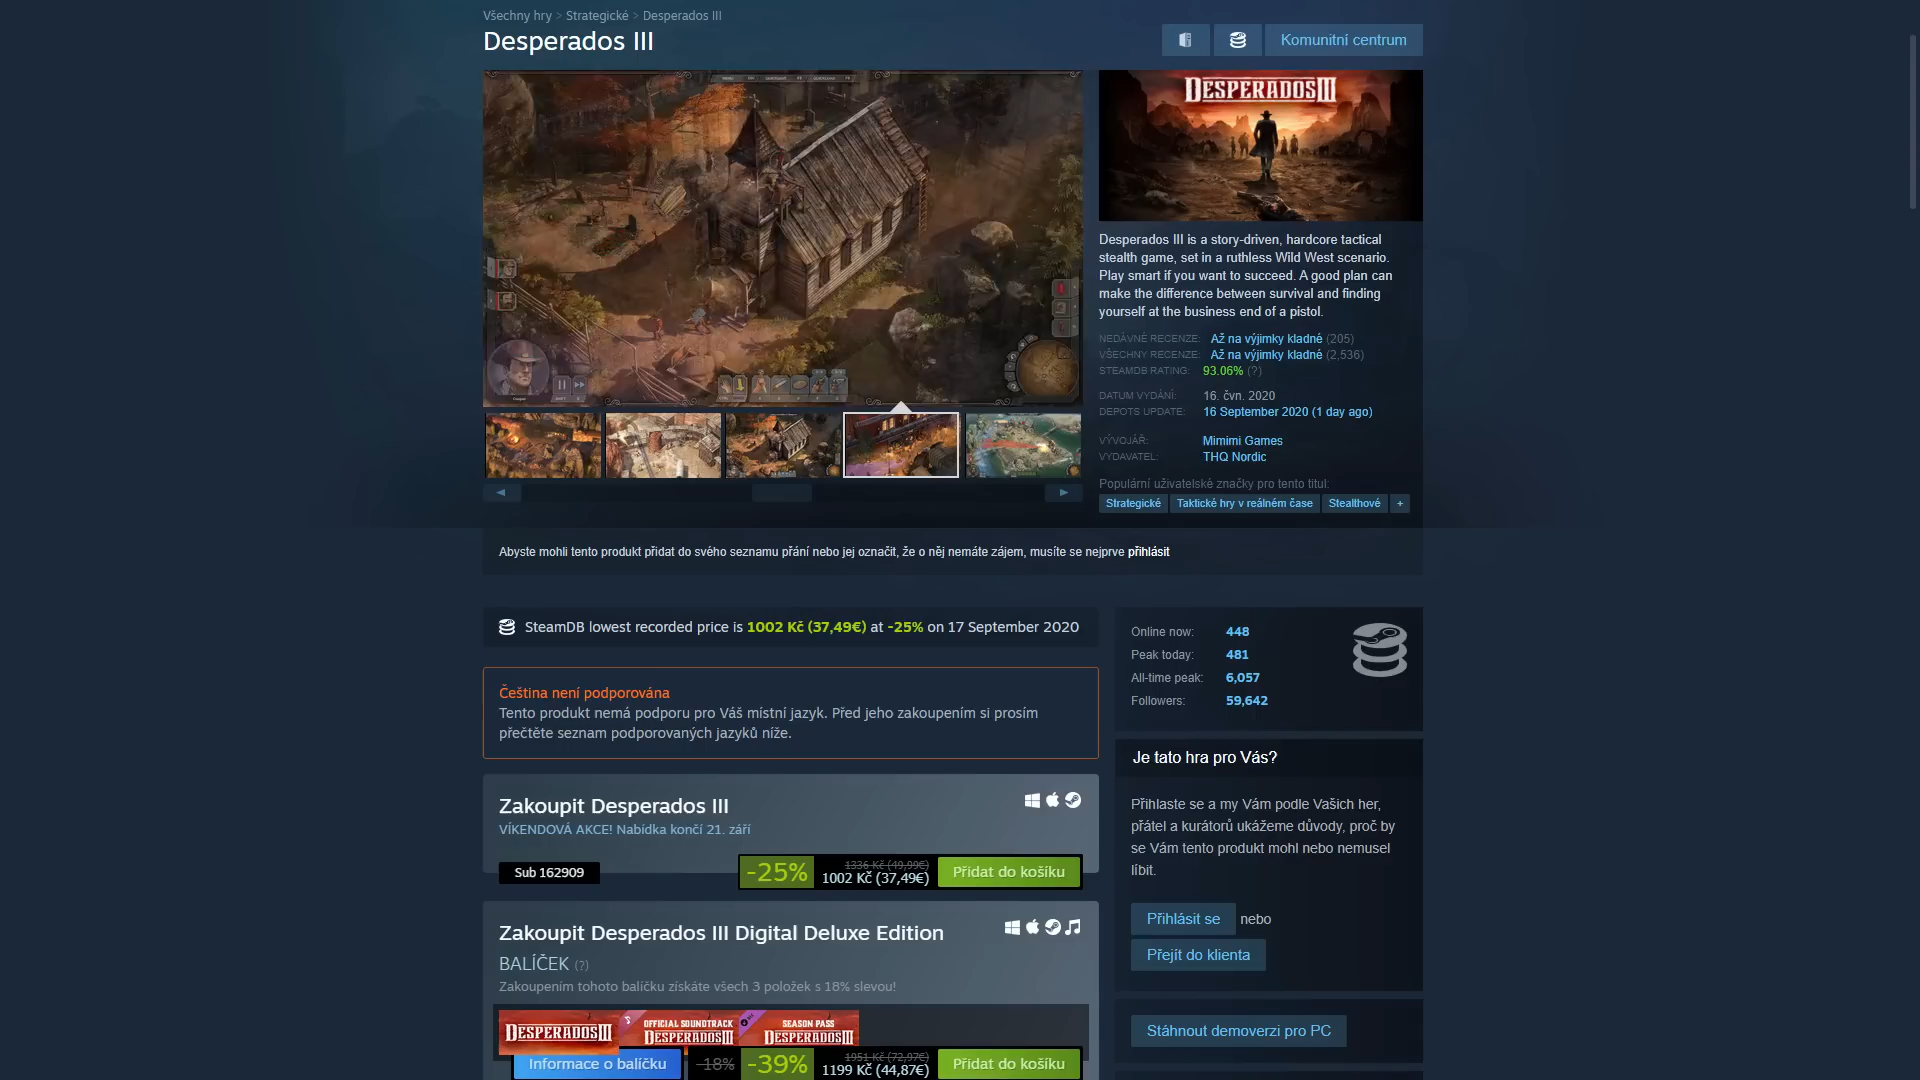 Všechny hry > Strategické > Desperados III
Desperados III
Komunitní centrum
DESPERADOS III
Desperados III is a story-driven, hardcore tactical
stealth game, set in a ruthless Wild West scenario.
Play smart if you want to succeed. A good plan can
make the difference between survival and finding
yourself at the business end of a pistol.
NEDÁVNÉ RECENZE: Až na výjimky kladné (205)
VŠECHNY RECENZE: Až na výjimky kladné (2,536)
STEAMDB RATING: 93.06% (?)
DATUM VYDÁNÍ: 16. čvn. 2020
DEPOTS UPDATE: 16 September 2020 (1 day ago)
VÝVOJÁŘ: Mimimi Games
VYDAVATEL: THQ Nordic
Populární uživatelské značky pro tento titul:
Strategické Taktické hry v reálném čase Stealthové +
Abyste mohli tento produkt přidat do svého seznamu přání nebo jej označit, že o něj nemáte zájem, musíte se nejprve přihlásit
SteamDB lowest recorded price is 1002 Kč (37,49€) at -25% on 17 September 2020
Online now: 448
Peak today: 481
All-time peak: 6,057
Followers: 59,642
Čeština není podporována
Tento produkt nemá podporu pro Váš místní jazyk. Před jeho zakoupením si prosím
přečtěte seznam podporovaných jazyků níže.
Je tato hra pro Vás?
Přihlaste se a my Vám podle Vašich her,
přátel a kurátorů ukážeme důvody, proč by
se Vám tento produkt mohl nebo nemusel
líbit.
Přihlásit se nebo
Přejít do klienta
Stáhnout demoverzi pro PC
Zakoupit Desperados III
VÍKENDOVÁ AKCE! Nabídka končí 21. září
Sub 162909
-25% 1336 Kč (49,99€) 1002 Kč (37,49€) Přidat do košíku
Zakoupit Desperados III Digital Deluxe Edition
BALÍČEK (?)
Zakoupením tohoto balíčku získáte všech 3 položek s 18% slevou!
DESPERADOS III
OFFICIAL SOUNDTRACK
DESPERADOS III
SEASON PASS
DESPERADOS III
Informace o balíčku -18% -39% 1951 Kč (72,97€) 1199 Kč (44,87€) Přidat do košíku